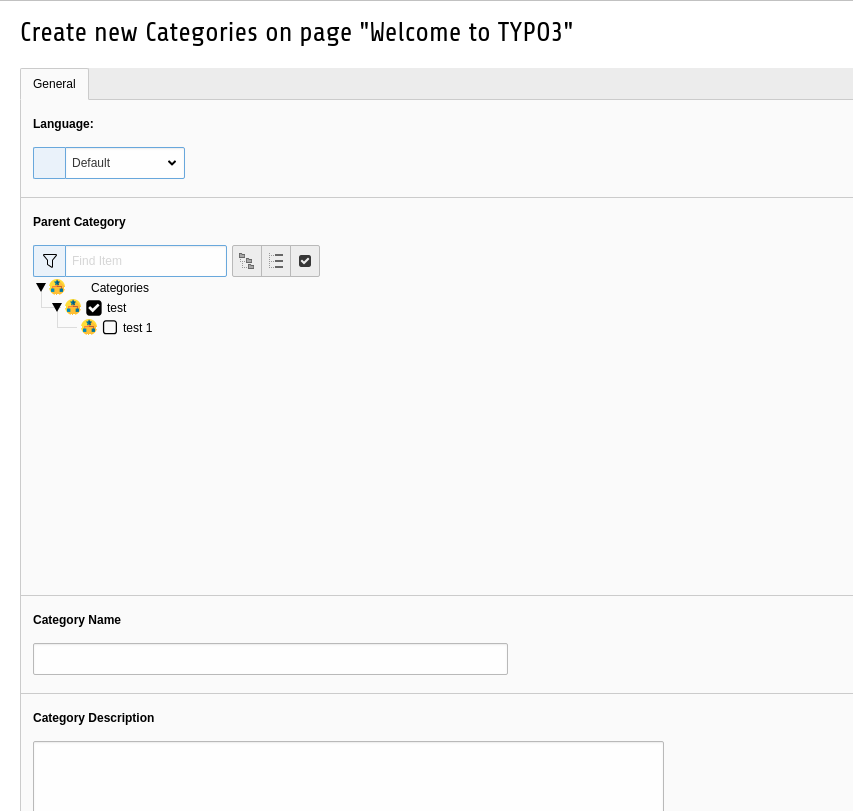 Create new Categories on page "Welcome to TYPO3"
General
Language:
Default
Parent Category
Find Item
Categories
test
test 1
Category Name
Category Description